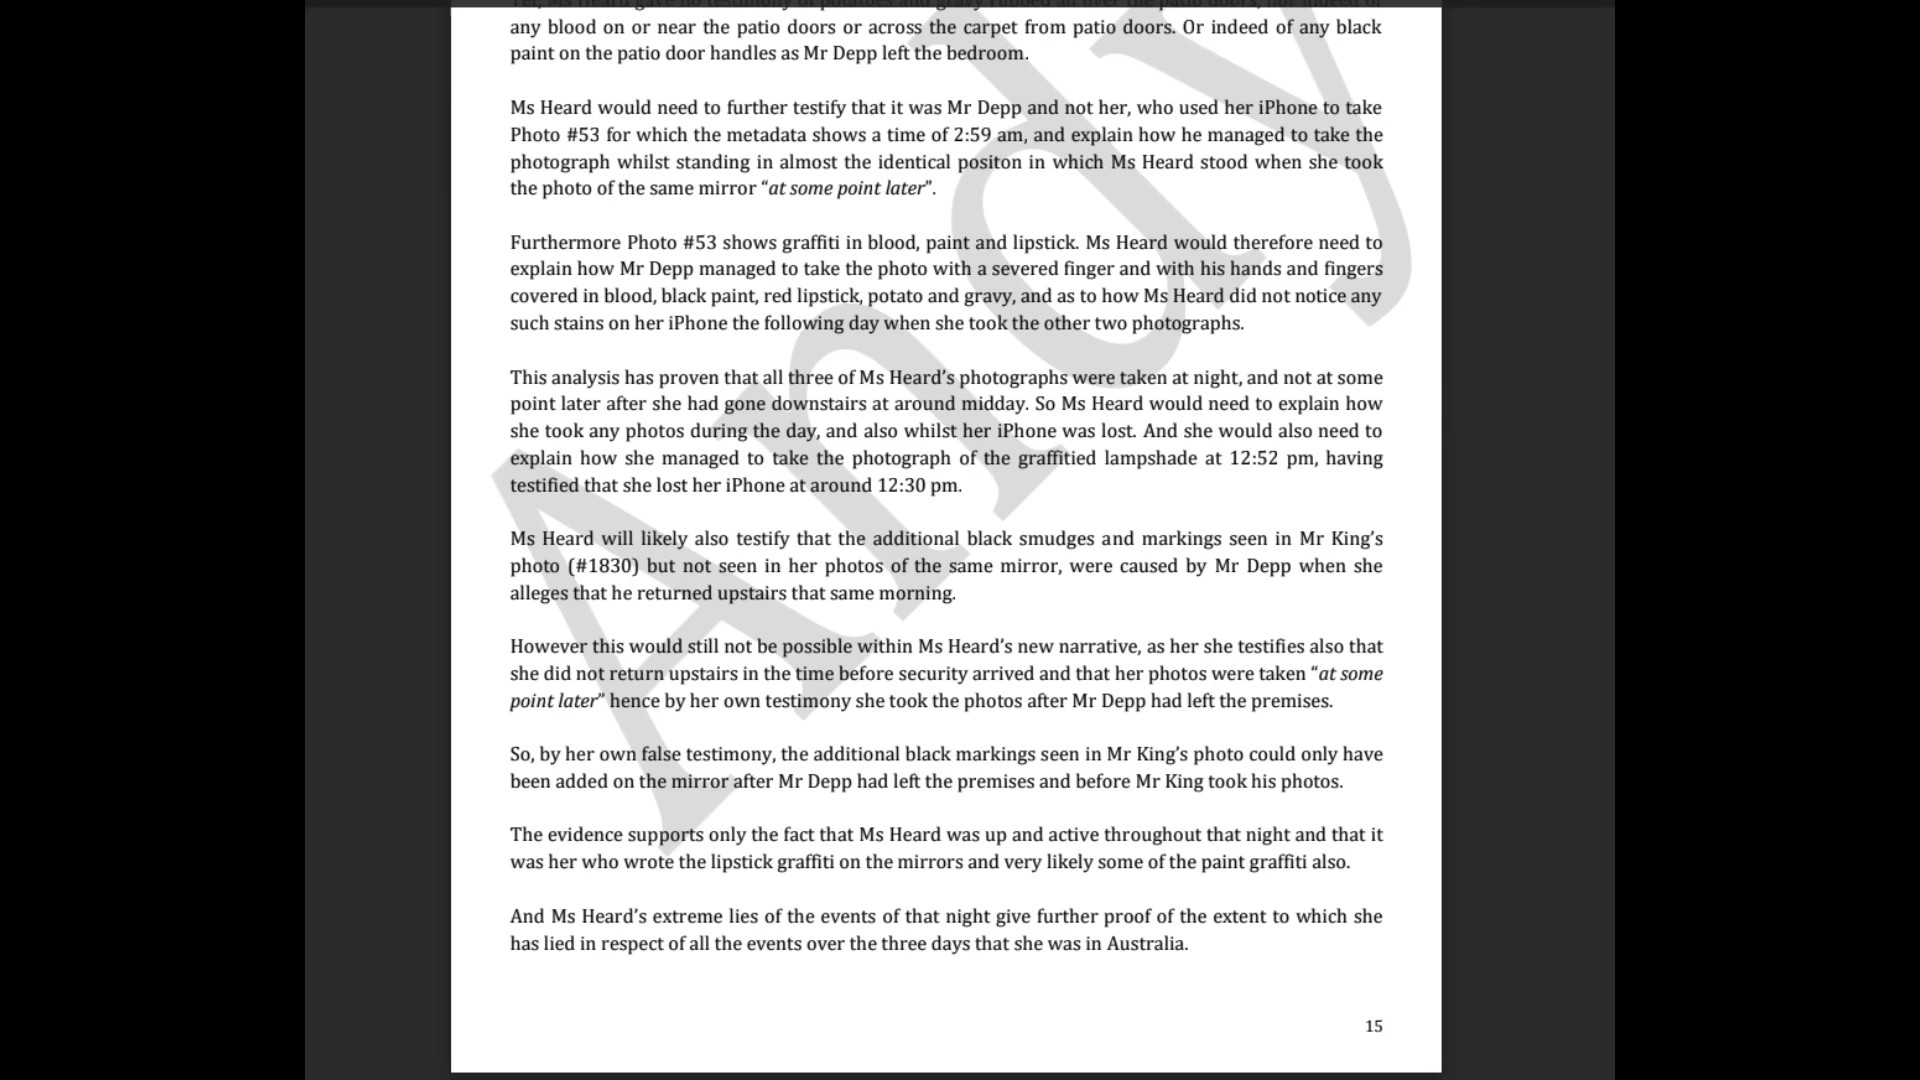 any blood on or near the patio doors or across the carpet from patio doors. Or indeed of any black
paint on the patio door handles as Mr Depp left the bedroom.
Ms Heard would need to further testify that it was Mr Depp and not her, who used her iPhone to take
Photo #53 for which the metadata shows a time of 2:59 am, and explain how he managed to take the
photograph whilst standing in almost the identical positon in which Ms Heard stood when she took
the photo of the same mirror “at some point later”.
Furthermore Photo #53 shows graffiti in blood, paint and lipstick. Ms Heard would therefore need to
explain how Mr Depp managed to take the photo with a severed finger and with his hands and fingers
covered in blood, black paint, red lipstick, potato and gravy, and as to how Ms Heard did not notice any
such stains on her iPhone the following day when she took the other two photographs.
This analysis has proven that all three of Ms Heard’s photographs were taken at night, and not at some
point later after she had gone downstairs at around midday. So Ms Heard would need to explain how
she took any photos during the day, and also whilst her iPhone was lost. And she would also need to
explain how she managed to take the photograph of the graffitied lampshade at 12:52 pm, having
testified that she lost her iPhone at around 12:30 pm.
Ms Heard will likely also testify that the additional black smudges and markings seen in Mr King’s
photo (#1830) but not seen in her photos of the same mirror, were caused by Mr Depp when she
alleges that he returned upstairs that same morning.
However this would still not be possible within Ms Heard’s new narrative, as her she testifies also that
she did not return upstairs in the time before security arrived and that her photos were taken “at some
point later” hence by her own testimony she took the photos after Mr Depp had left the premises.
So, by her own false testimony, the additional black markings seen in Mr King’s photo could only have
been added on the mirror after Mr Depp had left the premises and before Mr King took his photos.
The evidence supports only the fact that Ms Heard was up and active throughout that night and that it
was her who wrote the lipstick graffiti on the mirrors and very likely some of the paint graffiti also.
And Ms Heard’s extreme lies of the events of that night give further proof of the extent to which she
has lied in respect of all the events over the three days that she was in Australia.
15
Andy